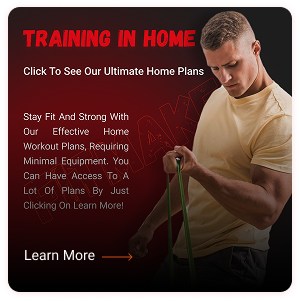 TRAINING IN HOME
Click To See Our Ultimate Home Plans
Stay Fit And Strong With
Our Effective Home
Workout Plans, Requiring
Minimal Equipment. You
Can Have Access To A
Lot Of Plans By Just
Clicking On Learn More!
Learn More